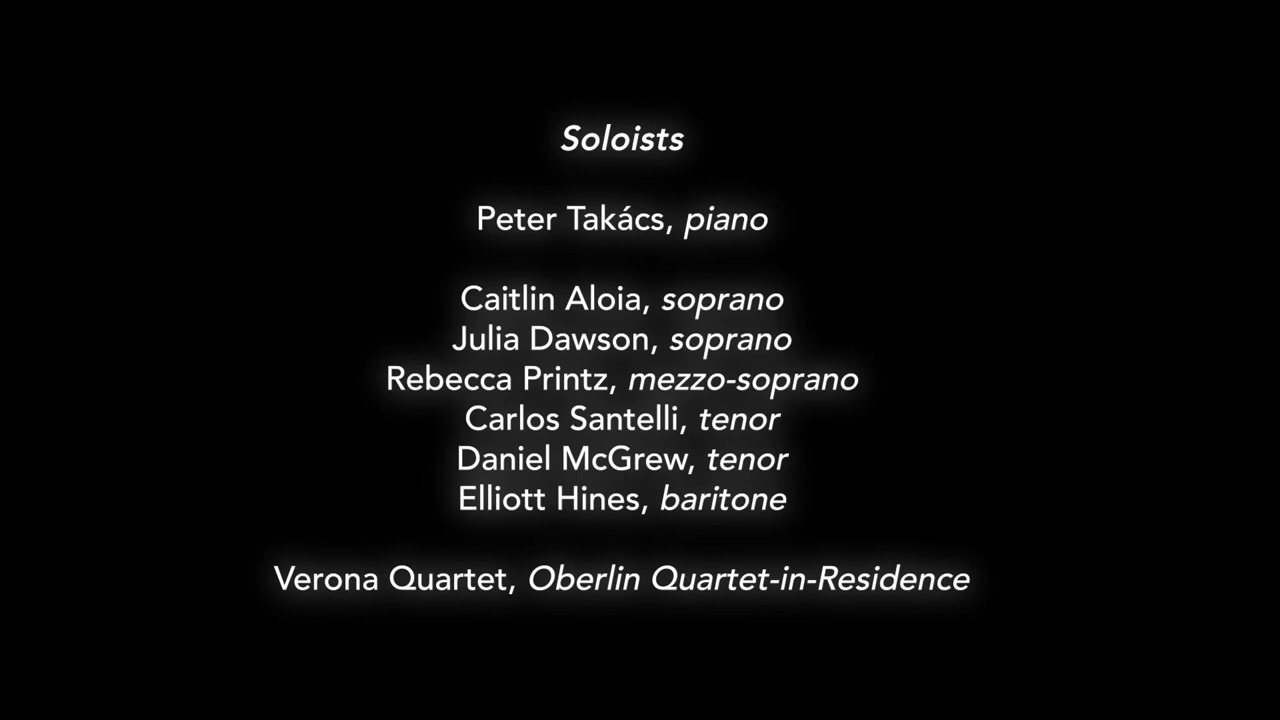 Soloists
Peter Takács, piano
Caitlin Aloia, soprano
Julia Dawson, soprano
Rebecca Printz, mezzo-soprano
Carlos Santelli, tenor
Daniel McGrew, tenor
Elliott Hines, baritone
Verona Quartet, Oberlin Quartet-in-Residence